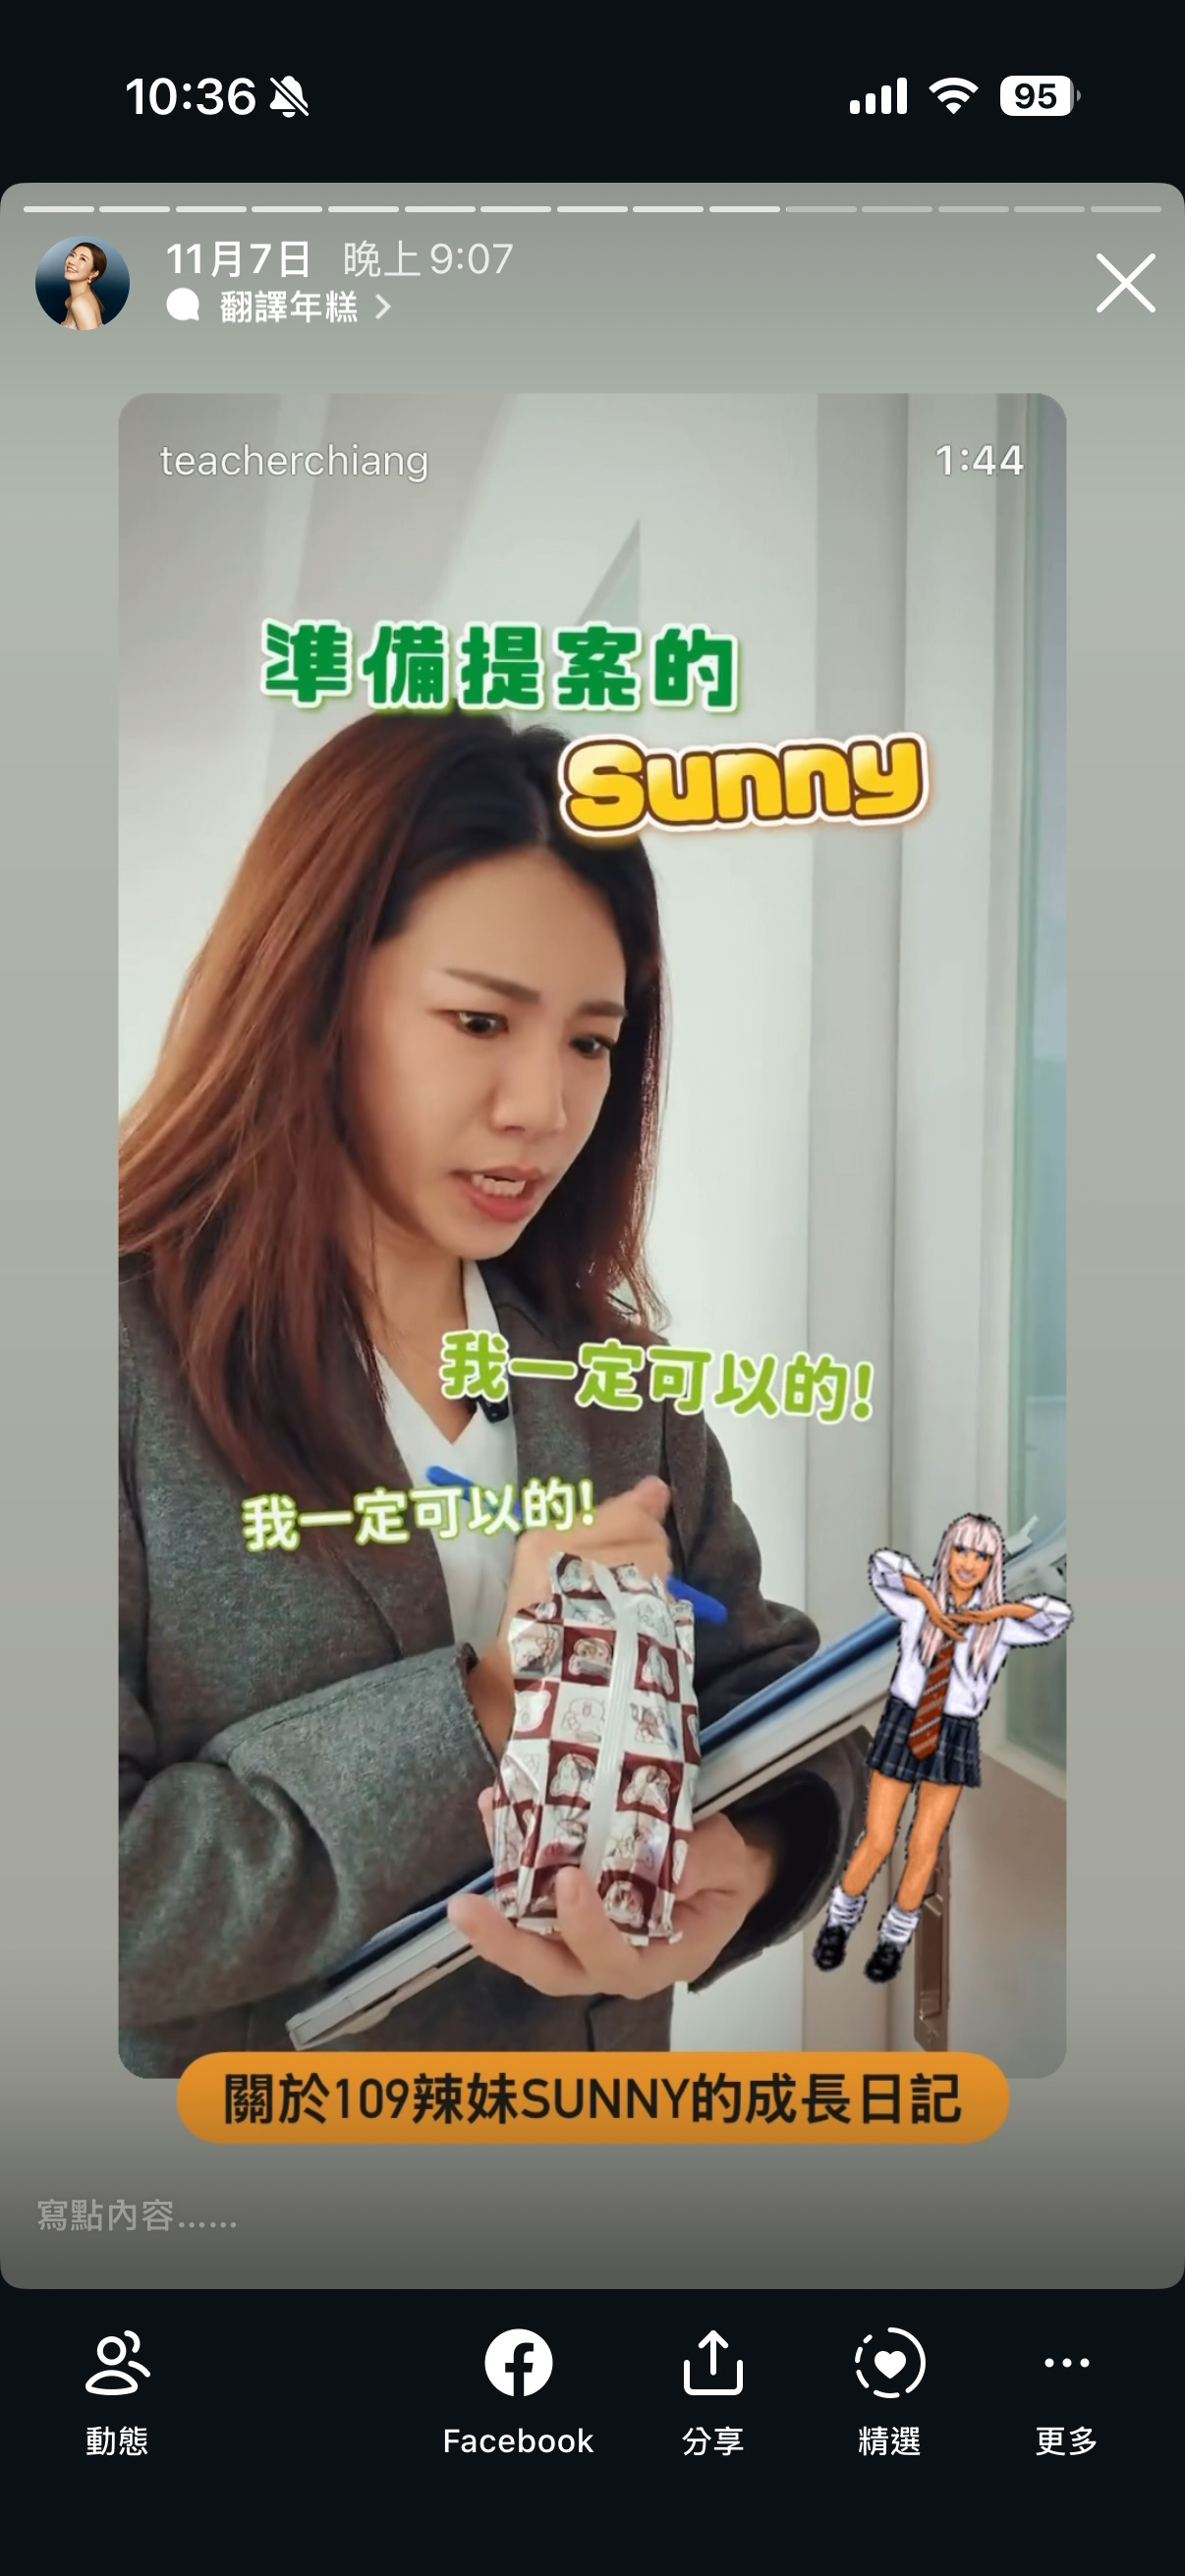 10:36
95
11月7日 晚上9:07
翻譯年糕
teacherchiang
1:44
準備提案的
Sunny
我一定可以的!
我一定可以的!
關於109辣妹SUNNY的成長日記
寫點內容......
動態
Facebook
分享
精選
更多